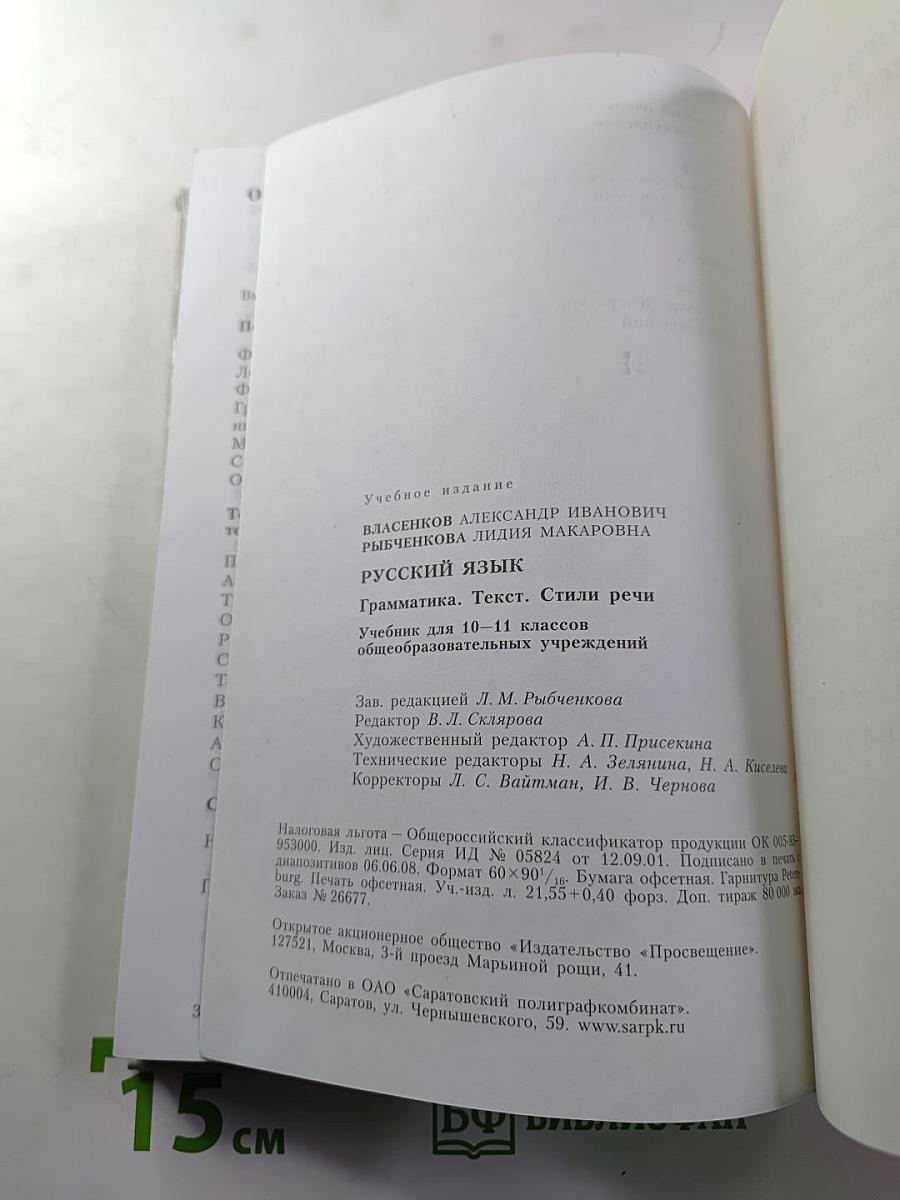 Учебное издание
ВЛАСЕНКОВ АЛЕКСАНДР ИВАНОВИЧ
РЫБЧЕНКОВА ЛИДИЯ МАКАРОВНА
РУССКИЙ ЯЗЫК
Грамматика. Текст. Стили речи
Учебник для 10—11 классов
общеобразовательных учреждений
Зав. редакцией Л. М. Рыбченкова
Редактор В. Л. Склярова
Художественный редактор А. П. Присекина
Технические редакторы Н. А. Зелянина, Н. А. Киселева
Корректоры Л. С. Вайтман, И. В. Чернова
Налоговая льгота — Общероссийский классификатор продукции ОК 005-93—
953000. Изд. лиц. Серия ИД № 05824 от 12.09.01. Подписано в печать с
диапозитивов 06.06.08. Формат 60×90¹/₁₆. Бумага офсетная. Гарнитура Peters-
burg. Печать офсетная. Уч.-изд. л. 21,55+0,40 форз. Доп. тираж 80 000
Заказ № 26677.
Открытое акционерное общество «Издательство «Просвещение».
127521, Москва, 3-й проезд Марьиной рощи, 41.
Отпечатано в ОАО «Саратовский полиграфкомбинат».
410004, Саратов, ул. Чернышевского, 59. www.sarpk.ru
15 см
БФ БИБЛИОФАН